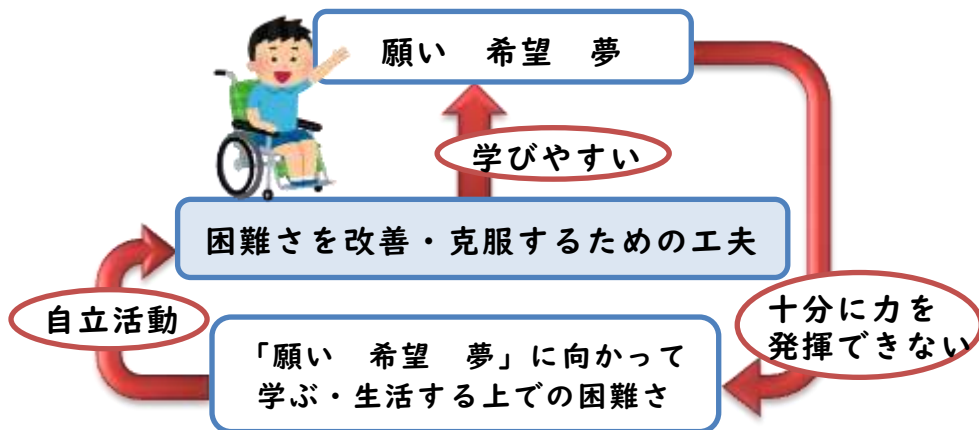 願い　希望　夢
学びやすい
困難さを改善・克服するための工夫
自立活動
十分に力を
発揮できない
「願い　希望　夢」に向かって
学ぶ・生活する上での困難さ